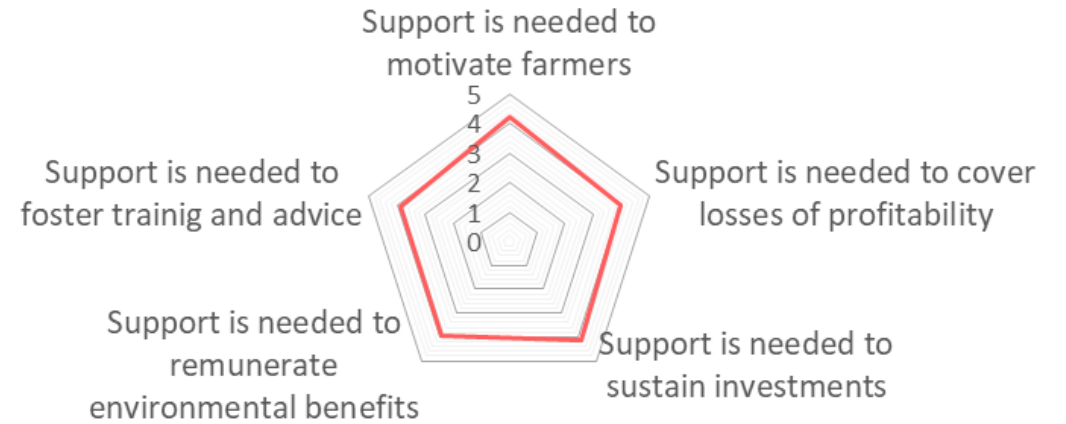 Support is needed to
motivate farmers
5
4
3
2
1
0
Support is needed to cover
losses of profitability
Support is needed to
sustain investments
Support is needed to
remunerate
environmental benefits
Support is needed to
foster trainig and advice